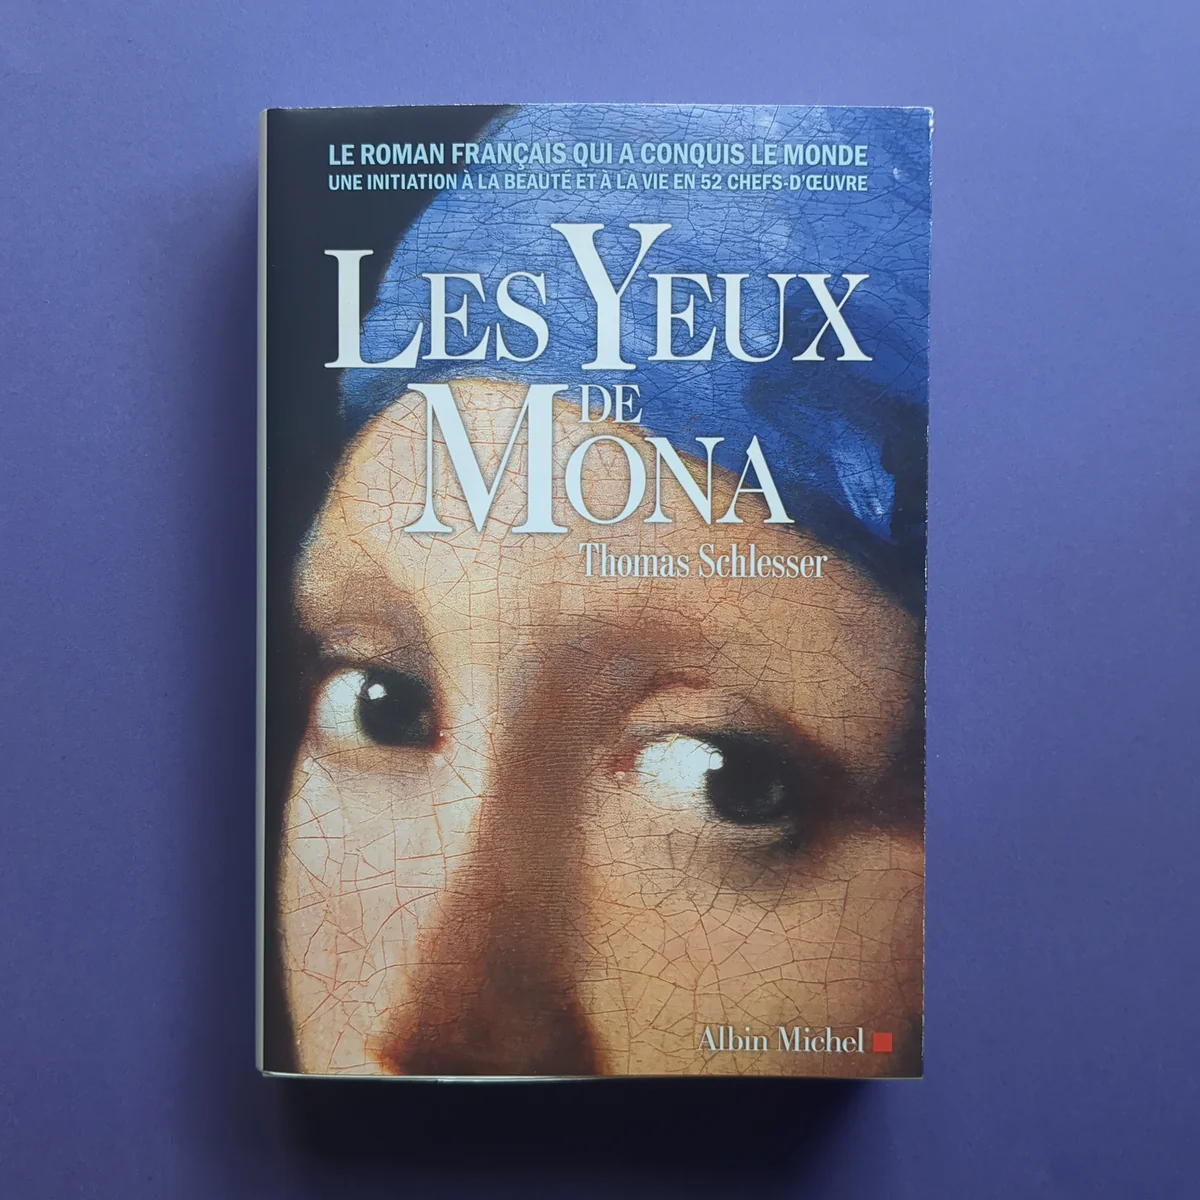 LE ROMAN FRANÇAIS QUI A CONQUIS LE MONDE
UNE INITIATION À LA BEAUTÉ ET À LA VIE EN 52 CHEFS-D'ŒUVRE
LES YEUX
DE
MONA
Thomas Schlesser
Albin Michel